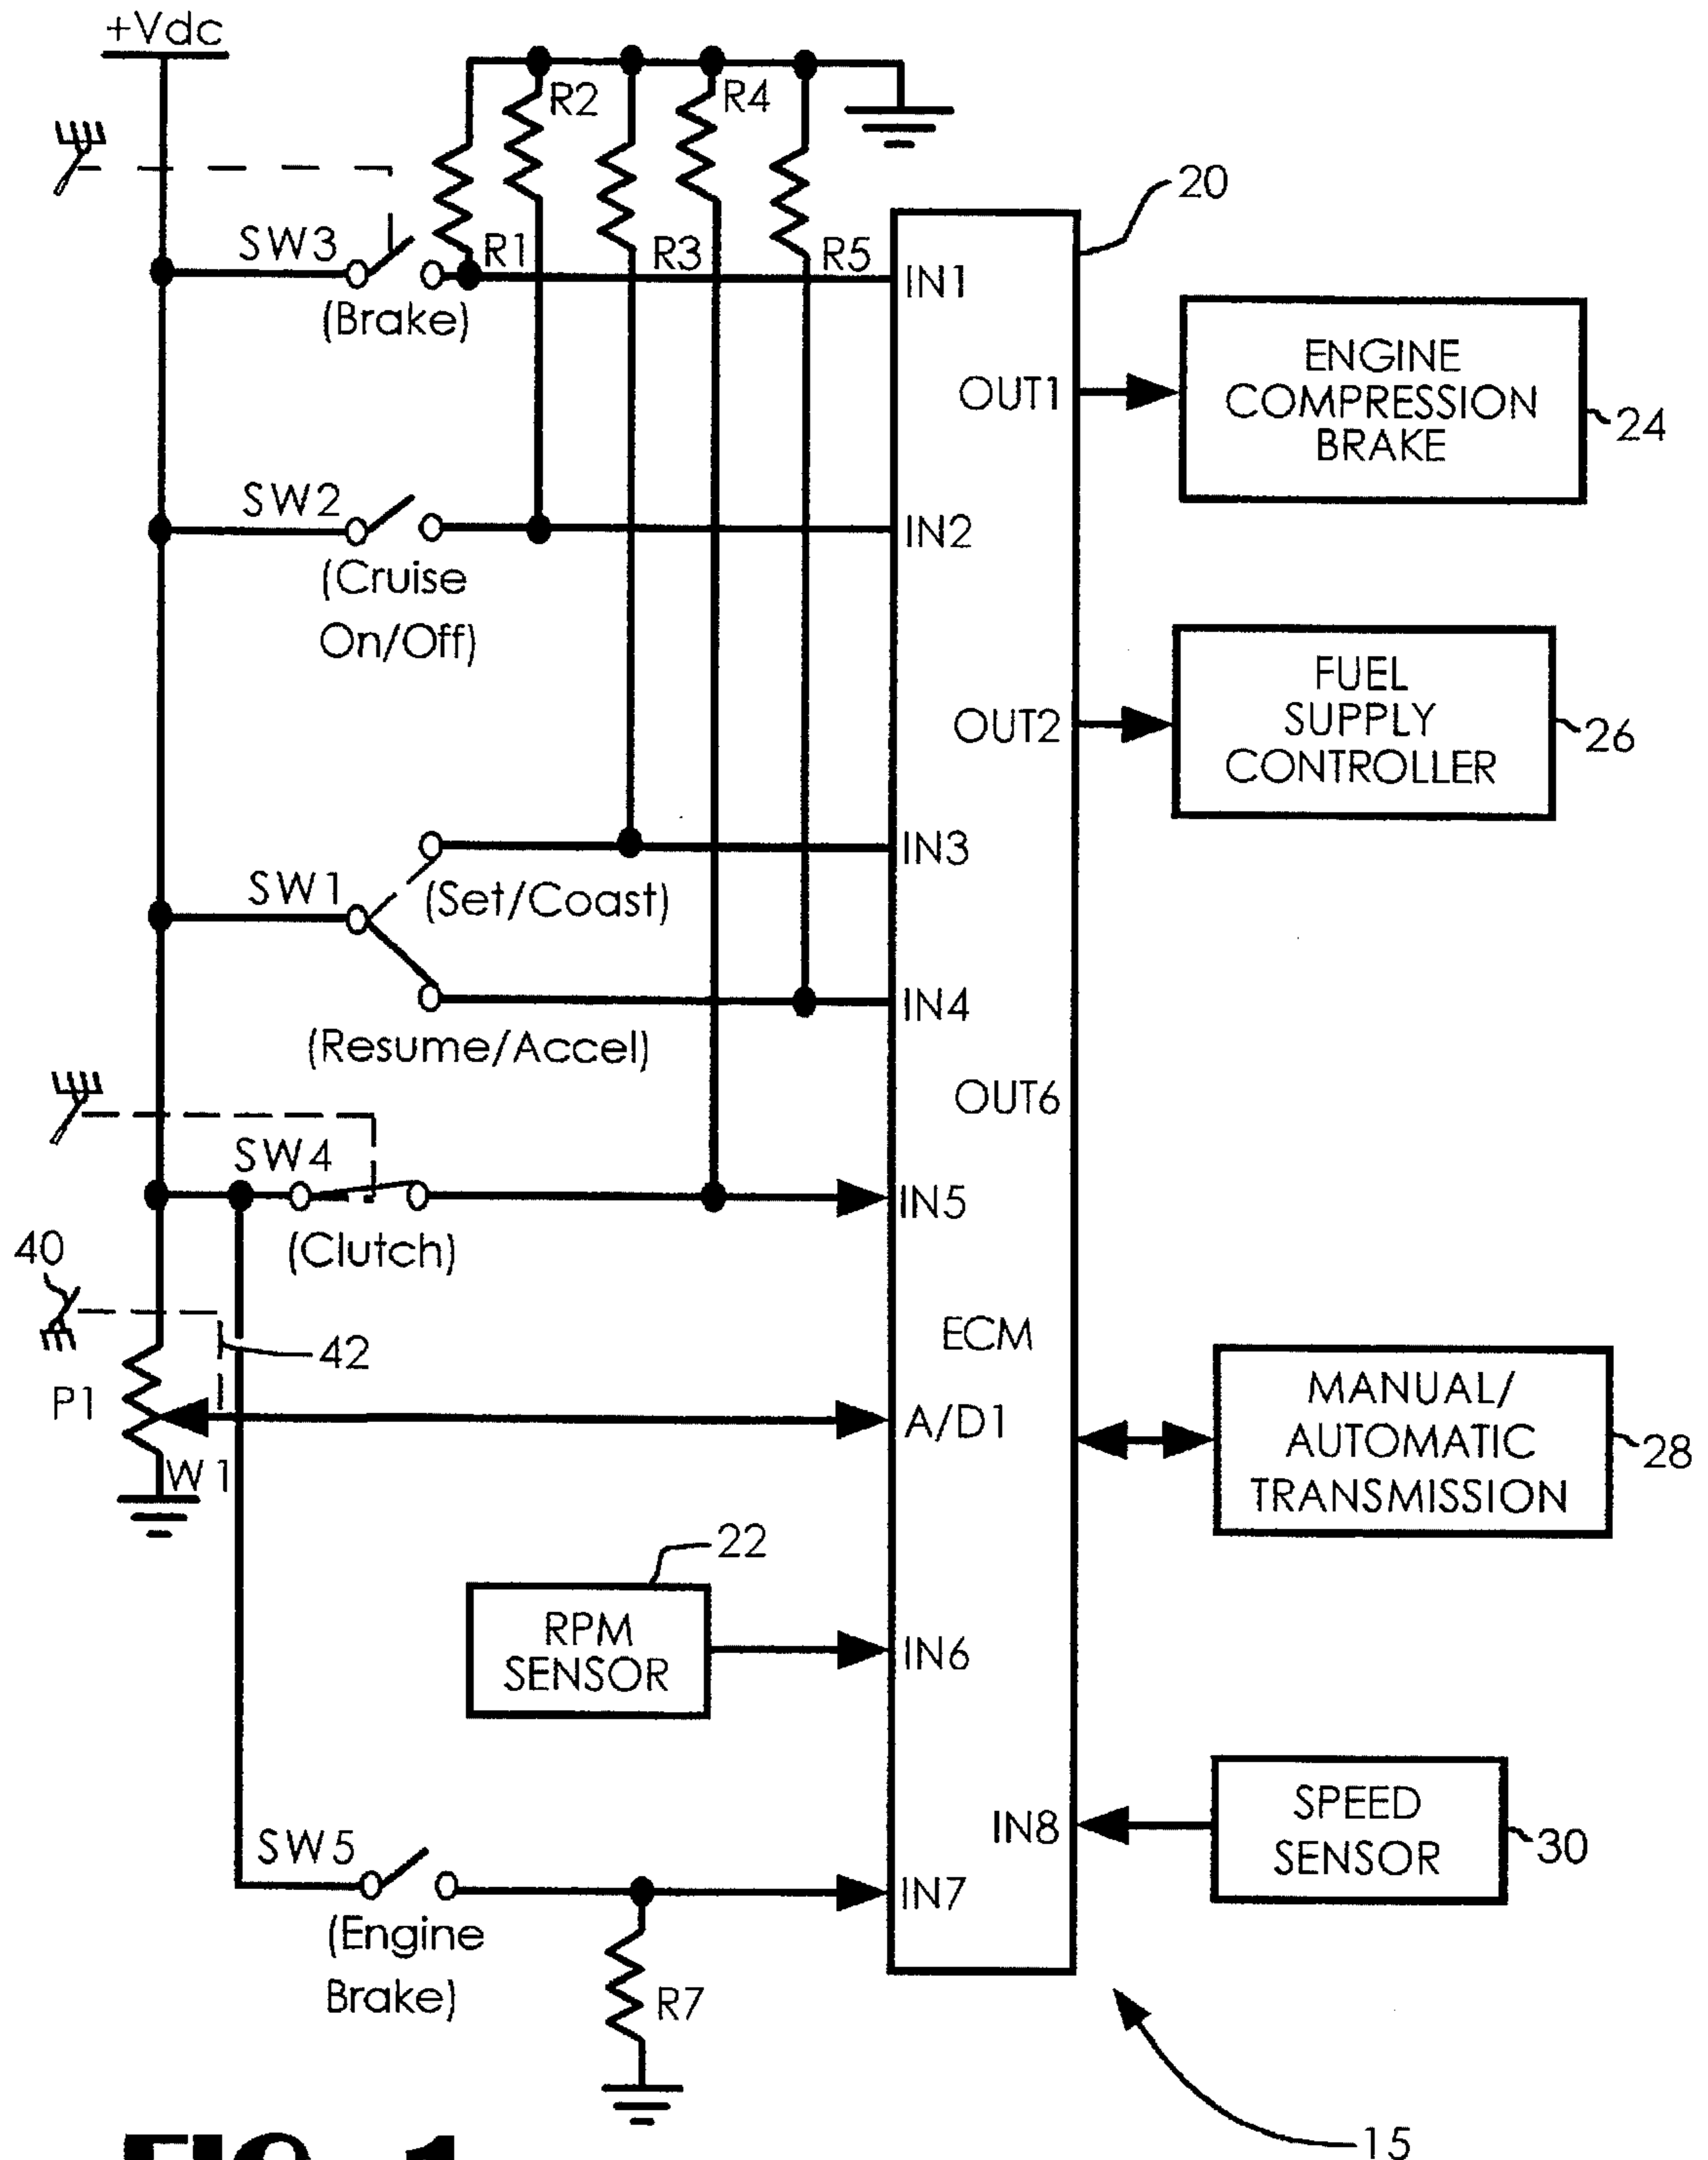 +Vdc
R2
R4
20
SW3
R1
R3
R5
IN1
(Brake)
ENGINE
COMPRESSION
BRAKE
OUT1
24
SW2
IN2
(Cruise
On/Off)
FUEL
SUPPLY
CONTROLLER
OUT2
26
IN3
SW1
(Set/Coast)
IN4
(Resume/Accel)
OUT6
SW4
IN5
(Clutch)
40
ECM
42
P1
A/D1
MANUAL/
AUTOMATIC
TRANSMISSION
28
W1
22
RPM
SENSOR
IN6
SPEED
SENSOR
IN8
30
SW5
IN7
(Engine
Brake)
R7
15
FIG. 1